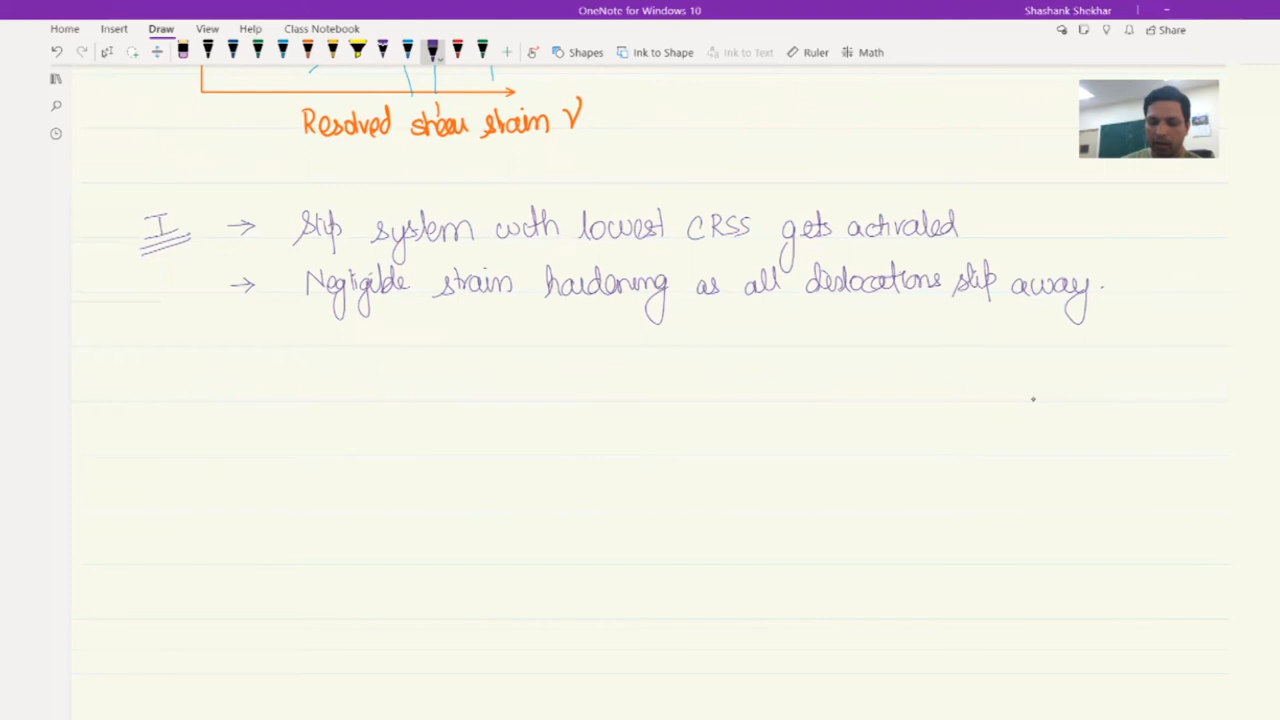 OneNote for Windows 10
Shashank Shekhar
Home Insert Draw View Help Class Notebook
Share
Shapes Ink to Shape Ink to Text Ruler Math
Resolved shear strain γ
I → Slip system with lowest CRSS gets activated
→ Negligible strain hardening as all dislocations slip away.